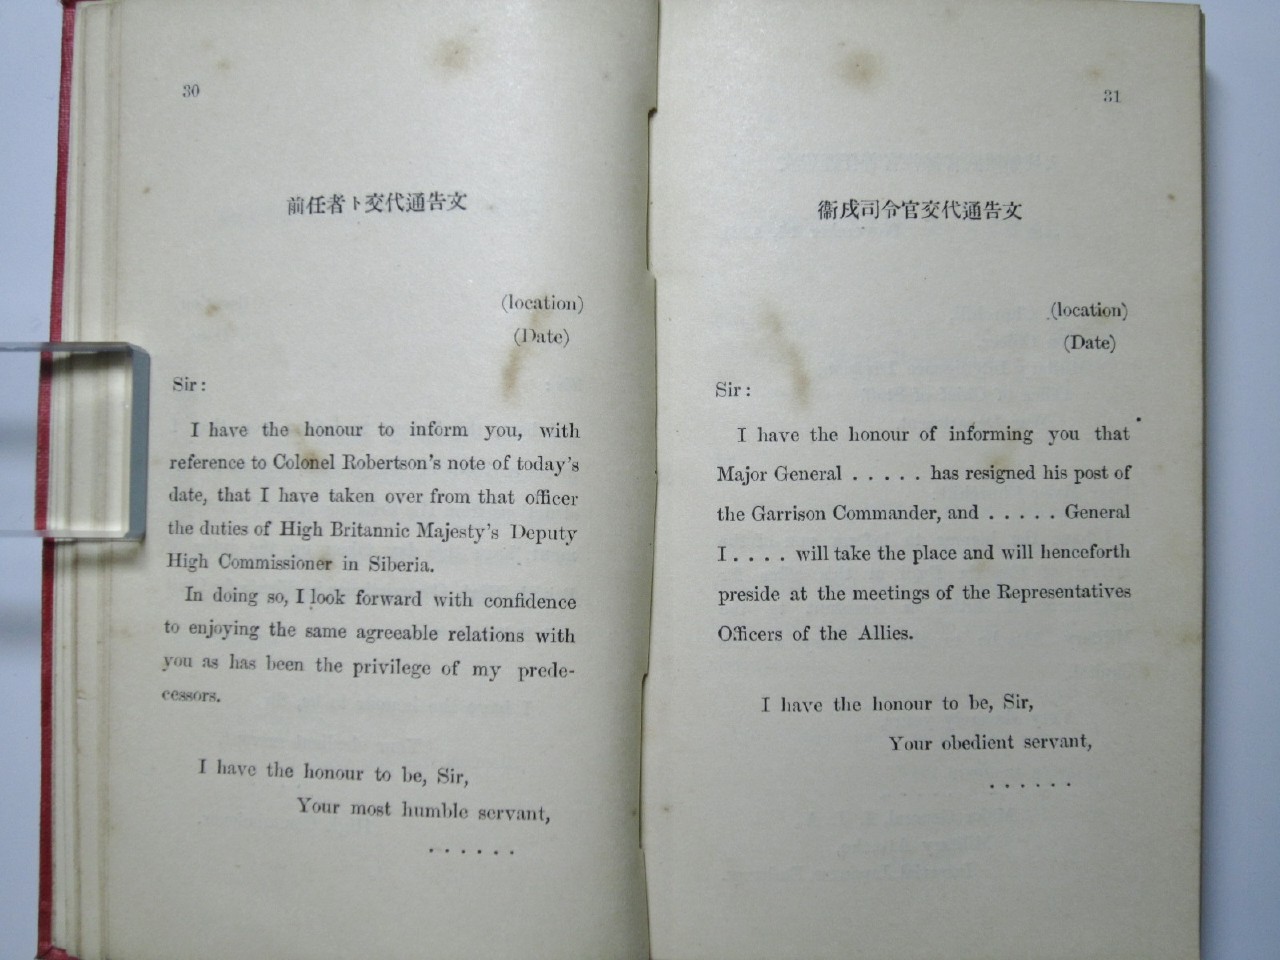 30
前任者ト交代通告文
(location)
(Date)
Sir:
I have the honour to inform you, with
reference to Colonel Robertson's note of today's
date, that I have taken over from that officer
the duties of High Britannic Majesty's Deputy
High Commissioner in Siberia.
In doing so, I look forward with confidence
to enjoying the same agreeable relations with
you as has been the privilege of my prede-
cessors.
I have the honour to be, Sir,
Your most humble servant,
. . . . . .
31
衞戍司令官交代通告文
(location)
(Date)
Sir:
I have the honour of informing you that
Major General . . . . . has resigned his post of
the Garrison Commander, and . . . . . General
I . . . . will take the place and will henceforth
preside at the meetings of the Representatives
Officers of the Allies.
I have the honour to be, Sir,
Your obedient servant,
. . . . . .